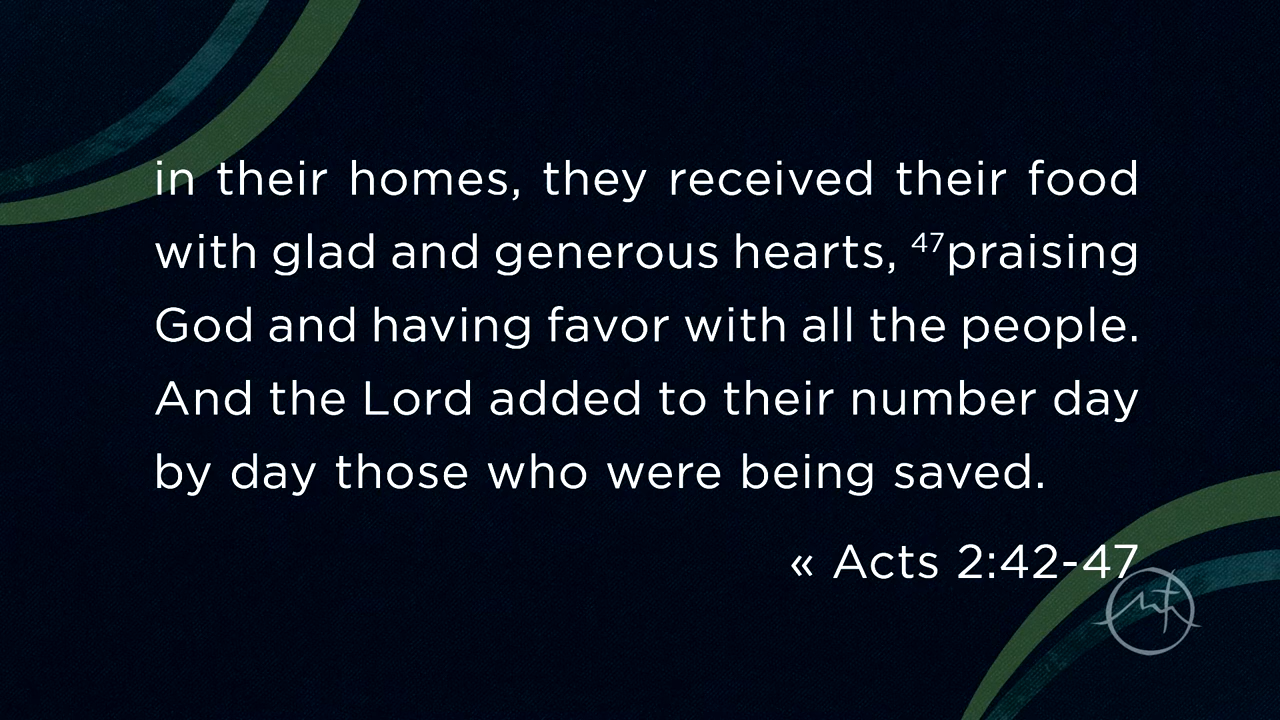 in their homes, they received their food
with glad and generous hearts, ⁴⁷praising
God and having favor with all the people.
And the Lord added to their number day
by day those who were being saved.
« Acts 2:42-47